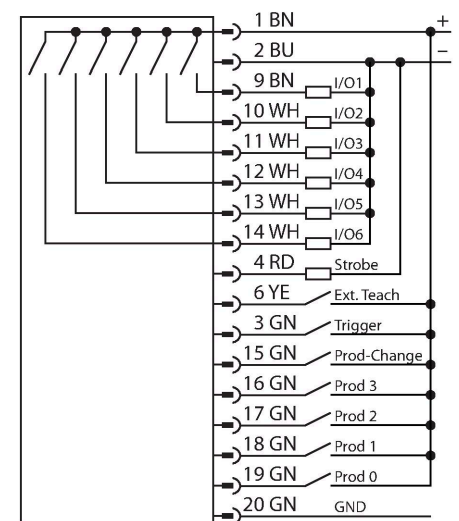 1 BN +
2 BU −
9 BN I/O1
10 WH I/O2
11 WH I/O3
12 WH I/O4
13 WH I/O5
14 WH I/O6
4 RD Strobe
6 YE Ext. Teach
3 GN Trigger
15 GN Prod-Change
16 GN Prod 3
17 GN Prod 2
18 GN Prod 1
19 GN Prod 0
20 GN GND